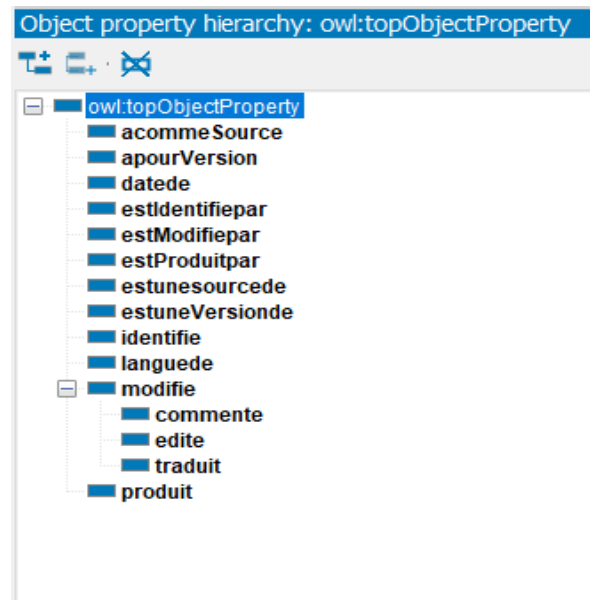 Object property hierarchy: owl:topObjectProperty
owl:topObjectProperty
acommeSource
apourVersion
datede
estIdentifiepar
estModifiepar
estProduitpar
estunesourcede
estuneVersionde
identifie
languede
modifie
commente
edite
traduit
produit